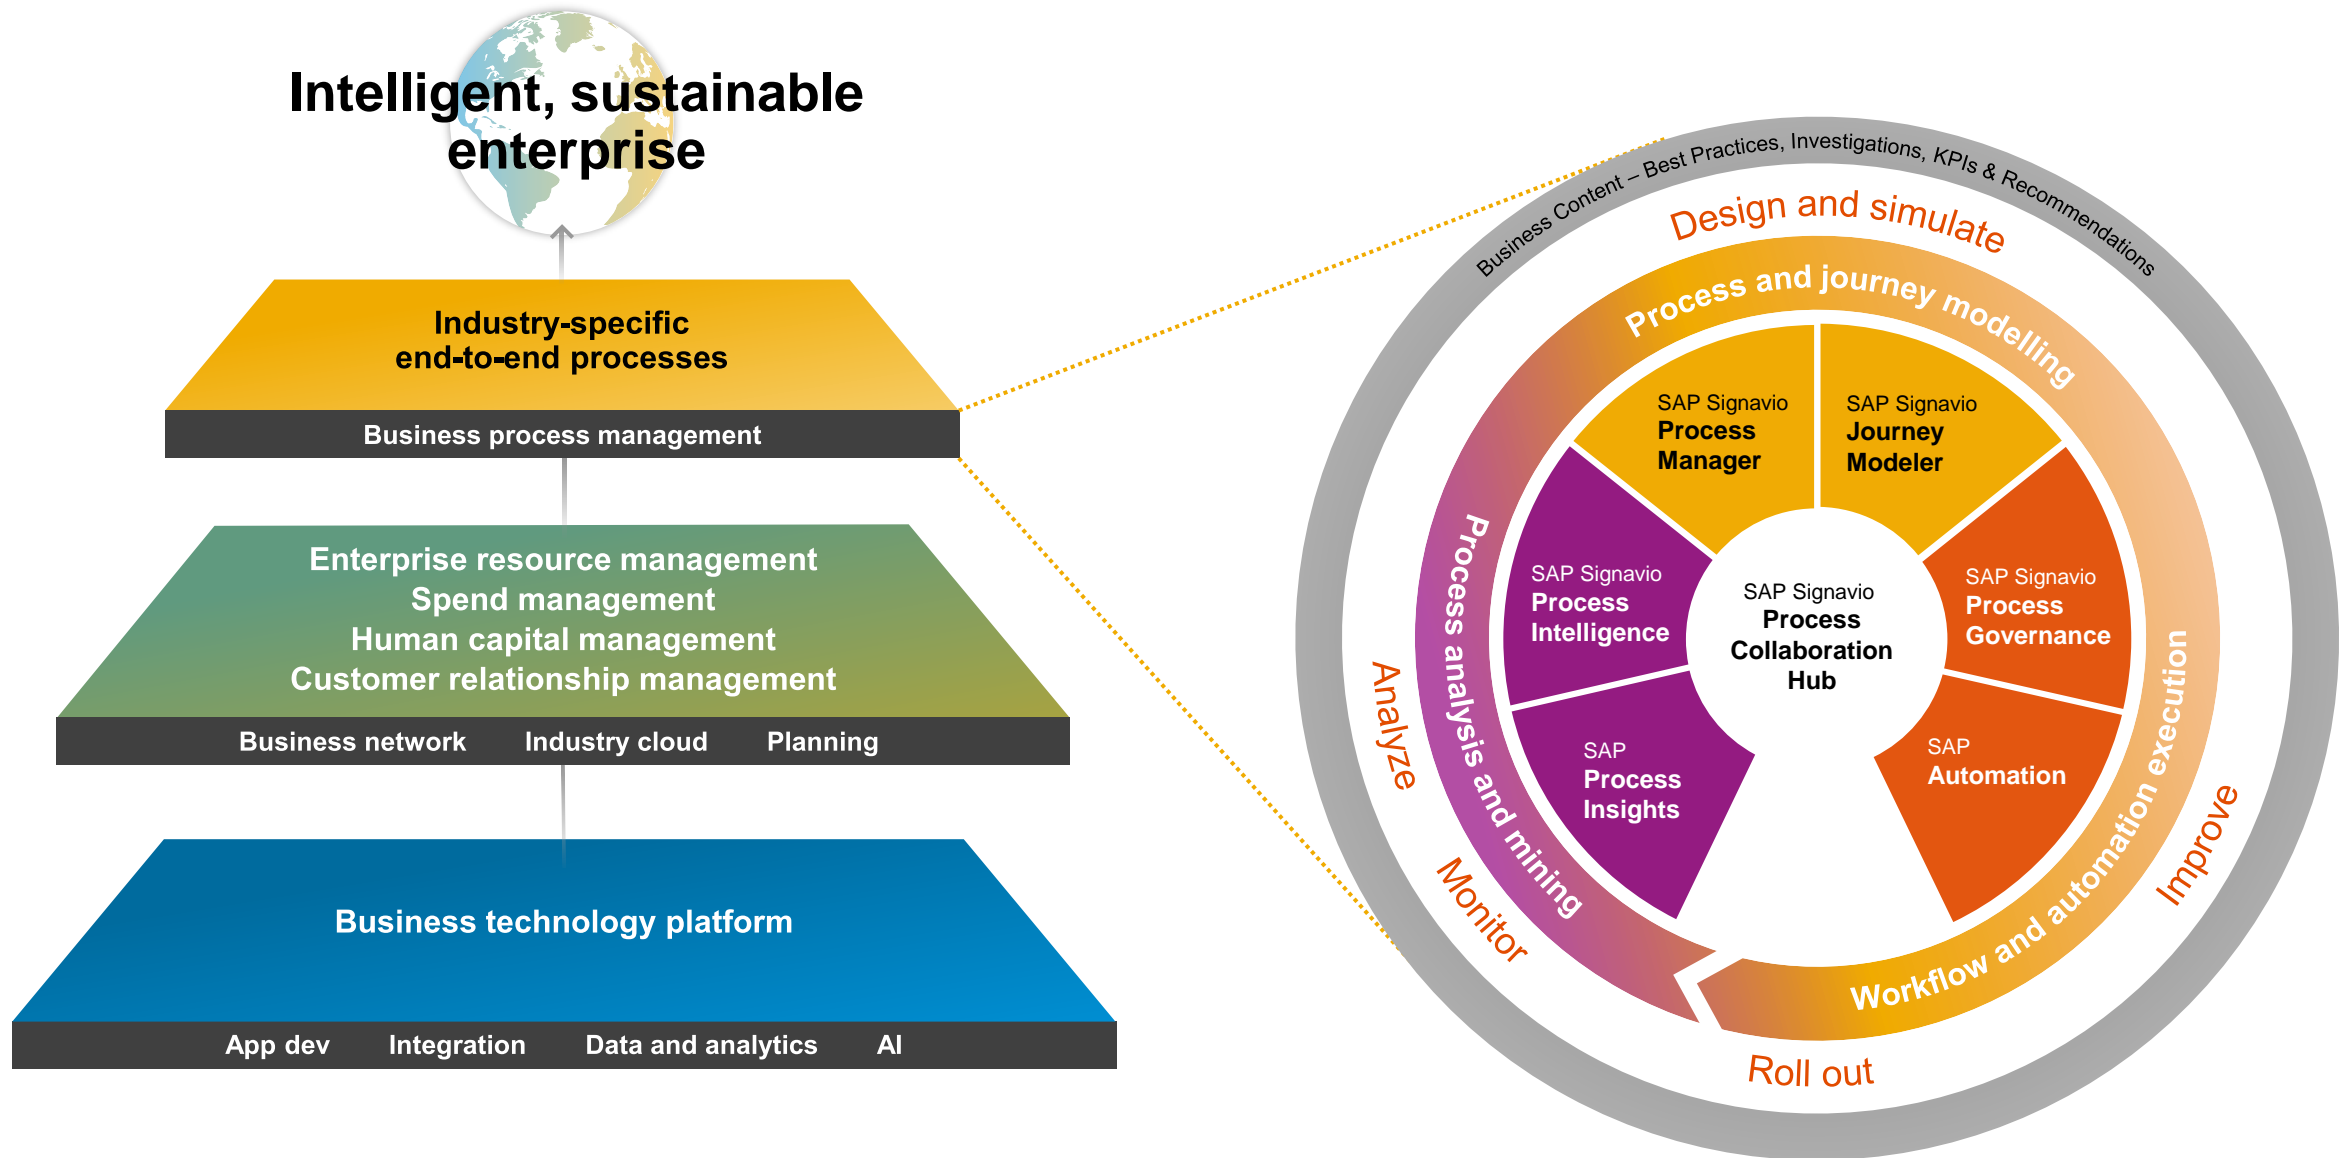 Intelligent, sustainable
enterprise
Industry-specific
end-to-end processes
Business process management
Enterprise resource management
Spend management
Human capital management
Customer relationship management
Business network Industry cloud Planning
Business technology platform
App dev Integration Data and analytics AI
Business Content – Best Practices, Investigations, KPIs & Recommendations
Design and simulate
Process and journey modelling
SAP Signavio
Process
Manager
SAP Signavio
Journey
Modeler
SAP Signavio
Process
Intelligence
SAP Signavio
Process
Collaboration
Hub
SAP Signavio
Process
Governance
SAP
Process
Insights
SAP
Automation
Process analysis and mining
Workflow and automation execution
Analyze
Monitor
Improve
Roll out